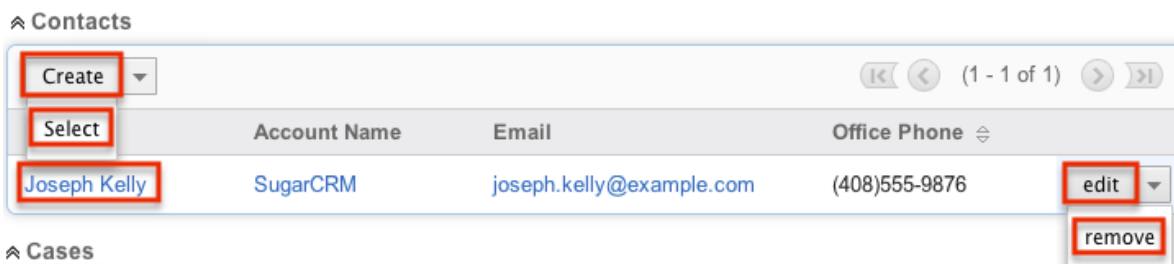 Contacts
Create (1 - 1 of 1)
Select Account Name Email Office Phone
Joseph Kelly SugarCRM joseph.kelly@example.com (408)555-9876 edit
remove
Cases